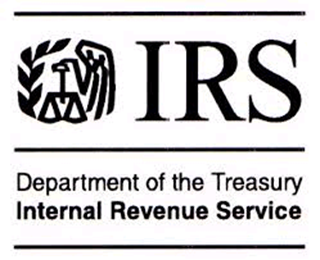 IRS
Department of the Treasury
Internal Revenue Service